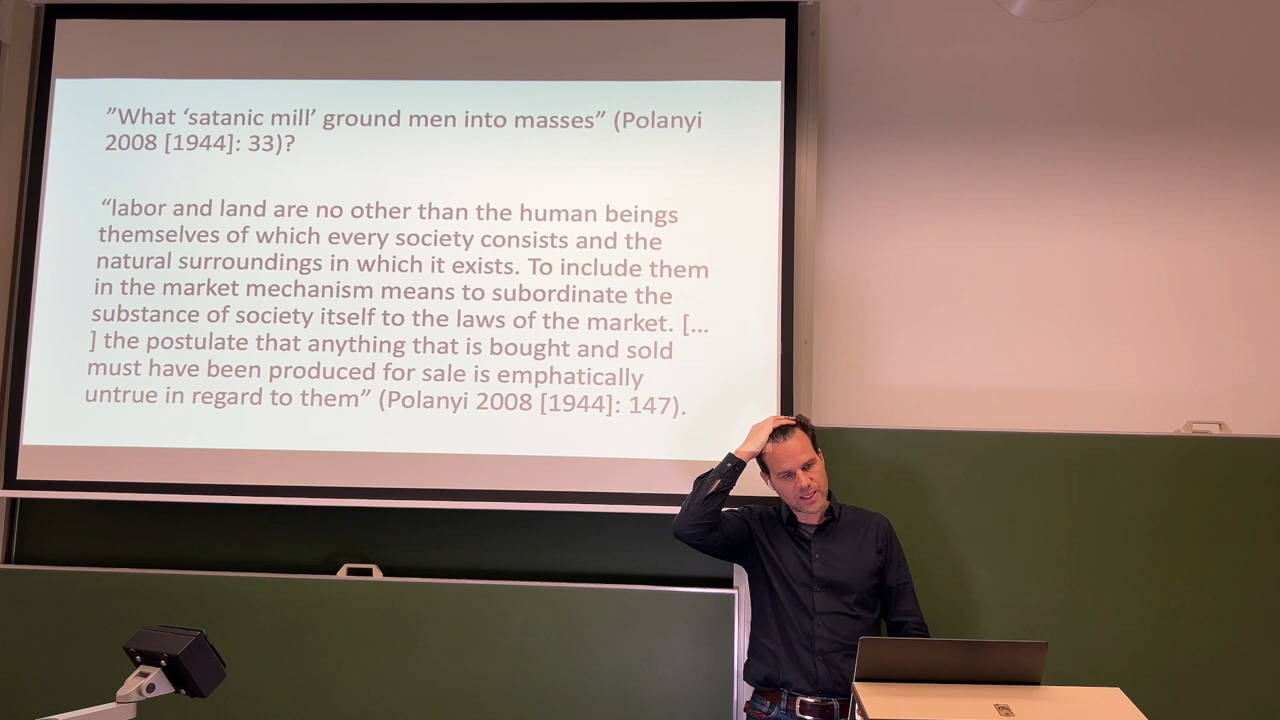 ”What ‘satanic mill’ ground men into masses” (Polanyi
2008 [1944]: 33)?
“labor and land are no other than the human beings
themselves of which every society consists and the
natural surroundings in which it exists. To include them
in the market mechanism means to subordinate the
substance of society itself to the laws of the market. [...
] the postulate that anything that is bought and sold
must have been produced for sale is emphatically
untrue in regard to them” (Polanyi 2008 [1944]: 147).